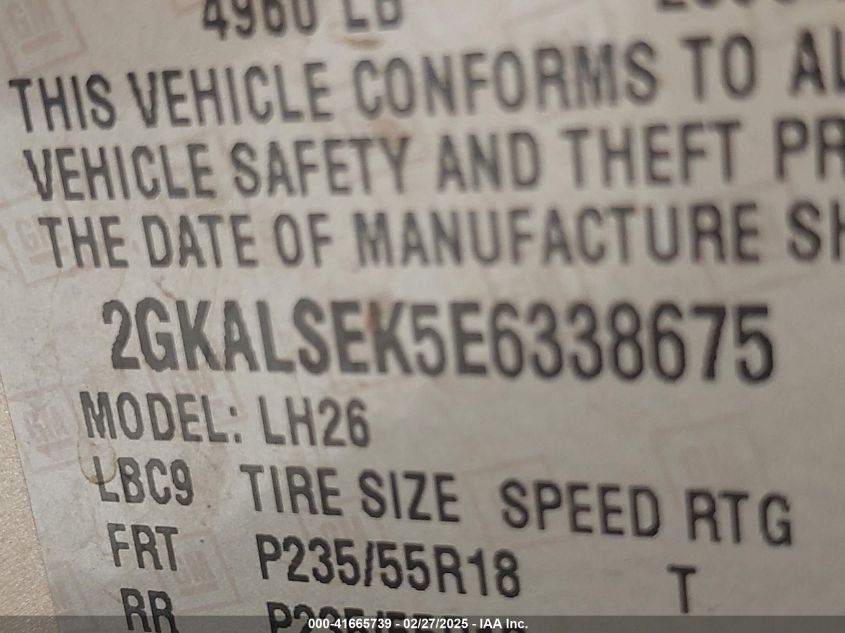 4960 LB
THIS VEHICLE CONFORMS TO
VEHICLE SAFETY AND THEFT
THE DATE OF MANUFACTURE
2GKALSEK5E6338675
MODEL: LH26
LBC9 TIRE SIZE SPEED RTG
FRT P235/55R18 T
RR
000-41665739 - 02/27/2025 - IAA Inc.